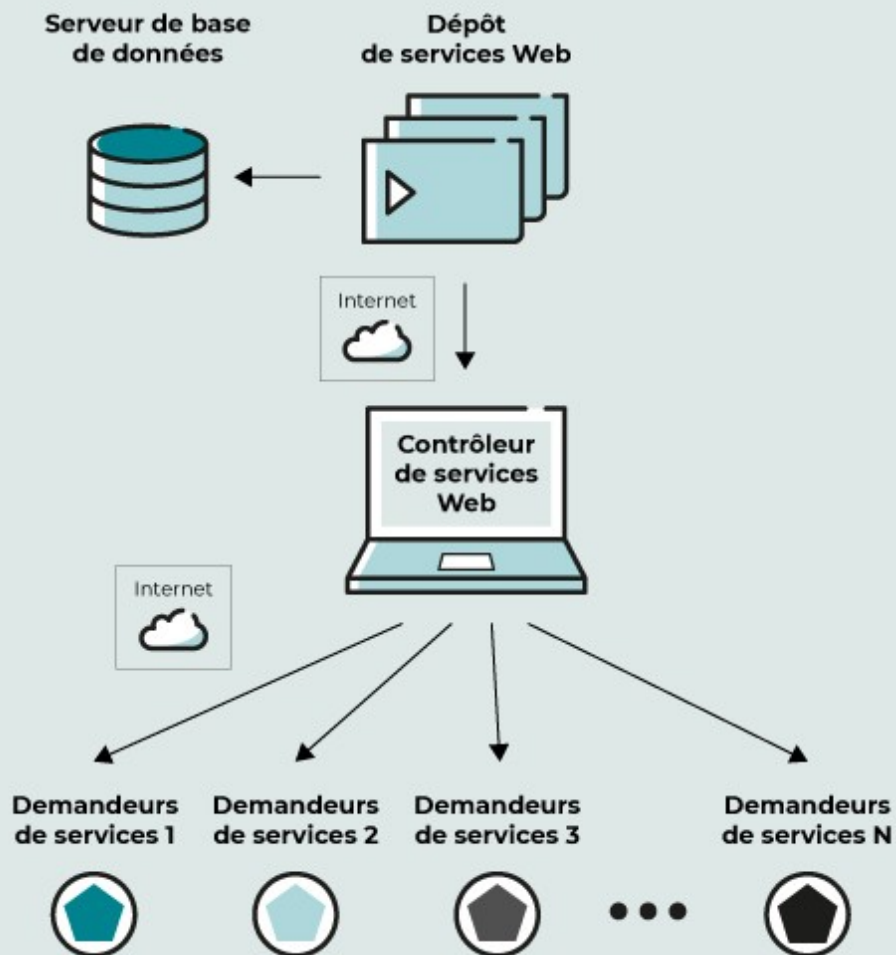 Serveur de base
de données
Dépôt
de services Web
Internet
Contrôleur
de services
Web
Internet
Demandeurs
de services 1
Demandeurs
de services 2
Demandeurs
de services 3
Demandeurs
de services N